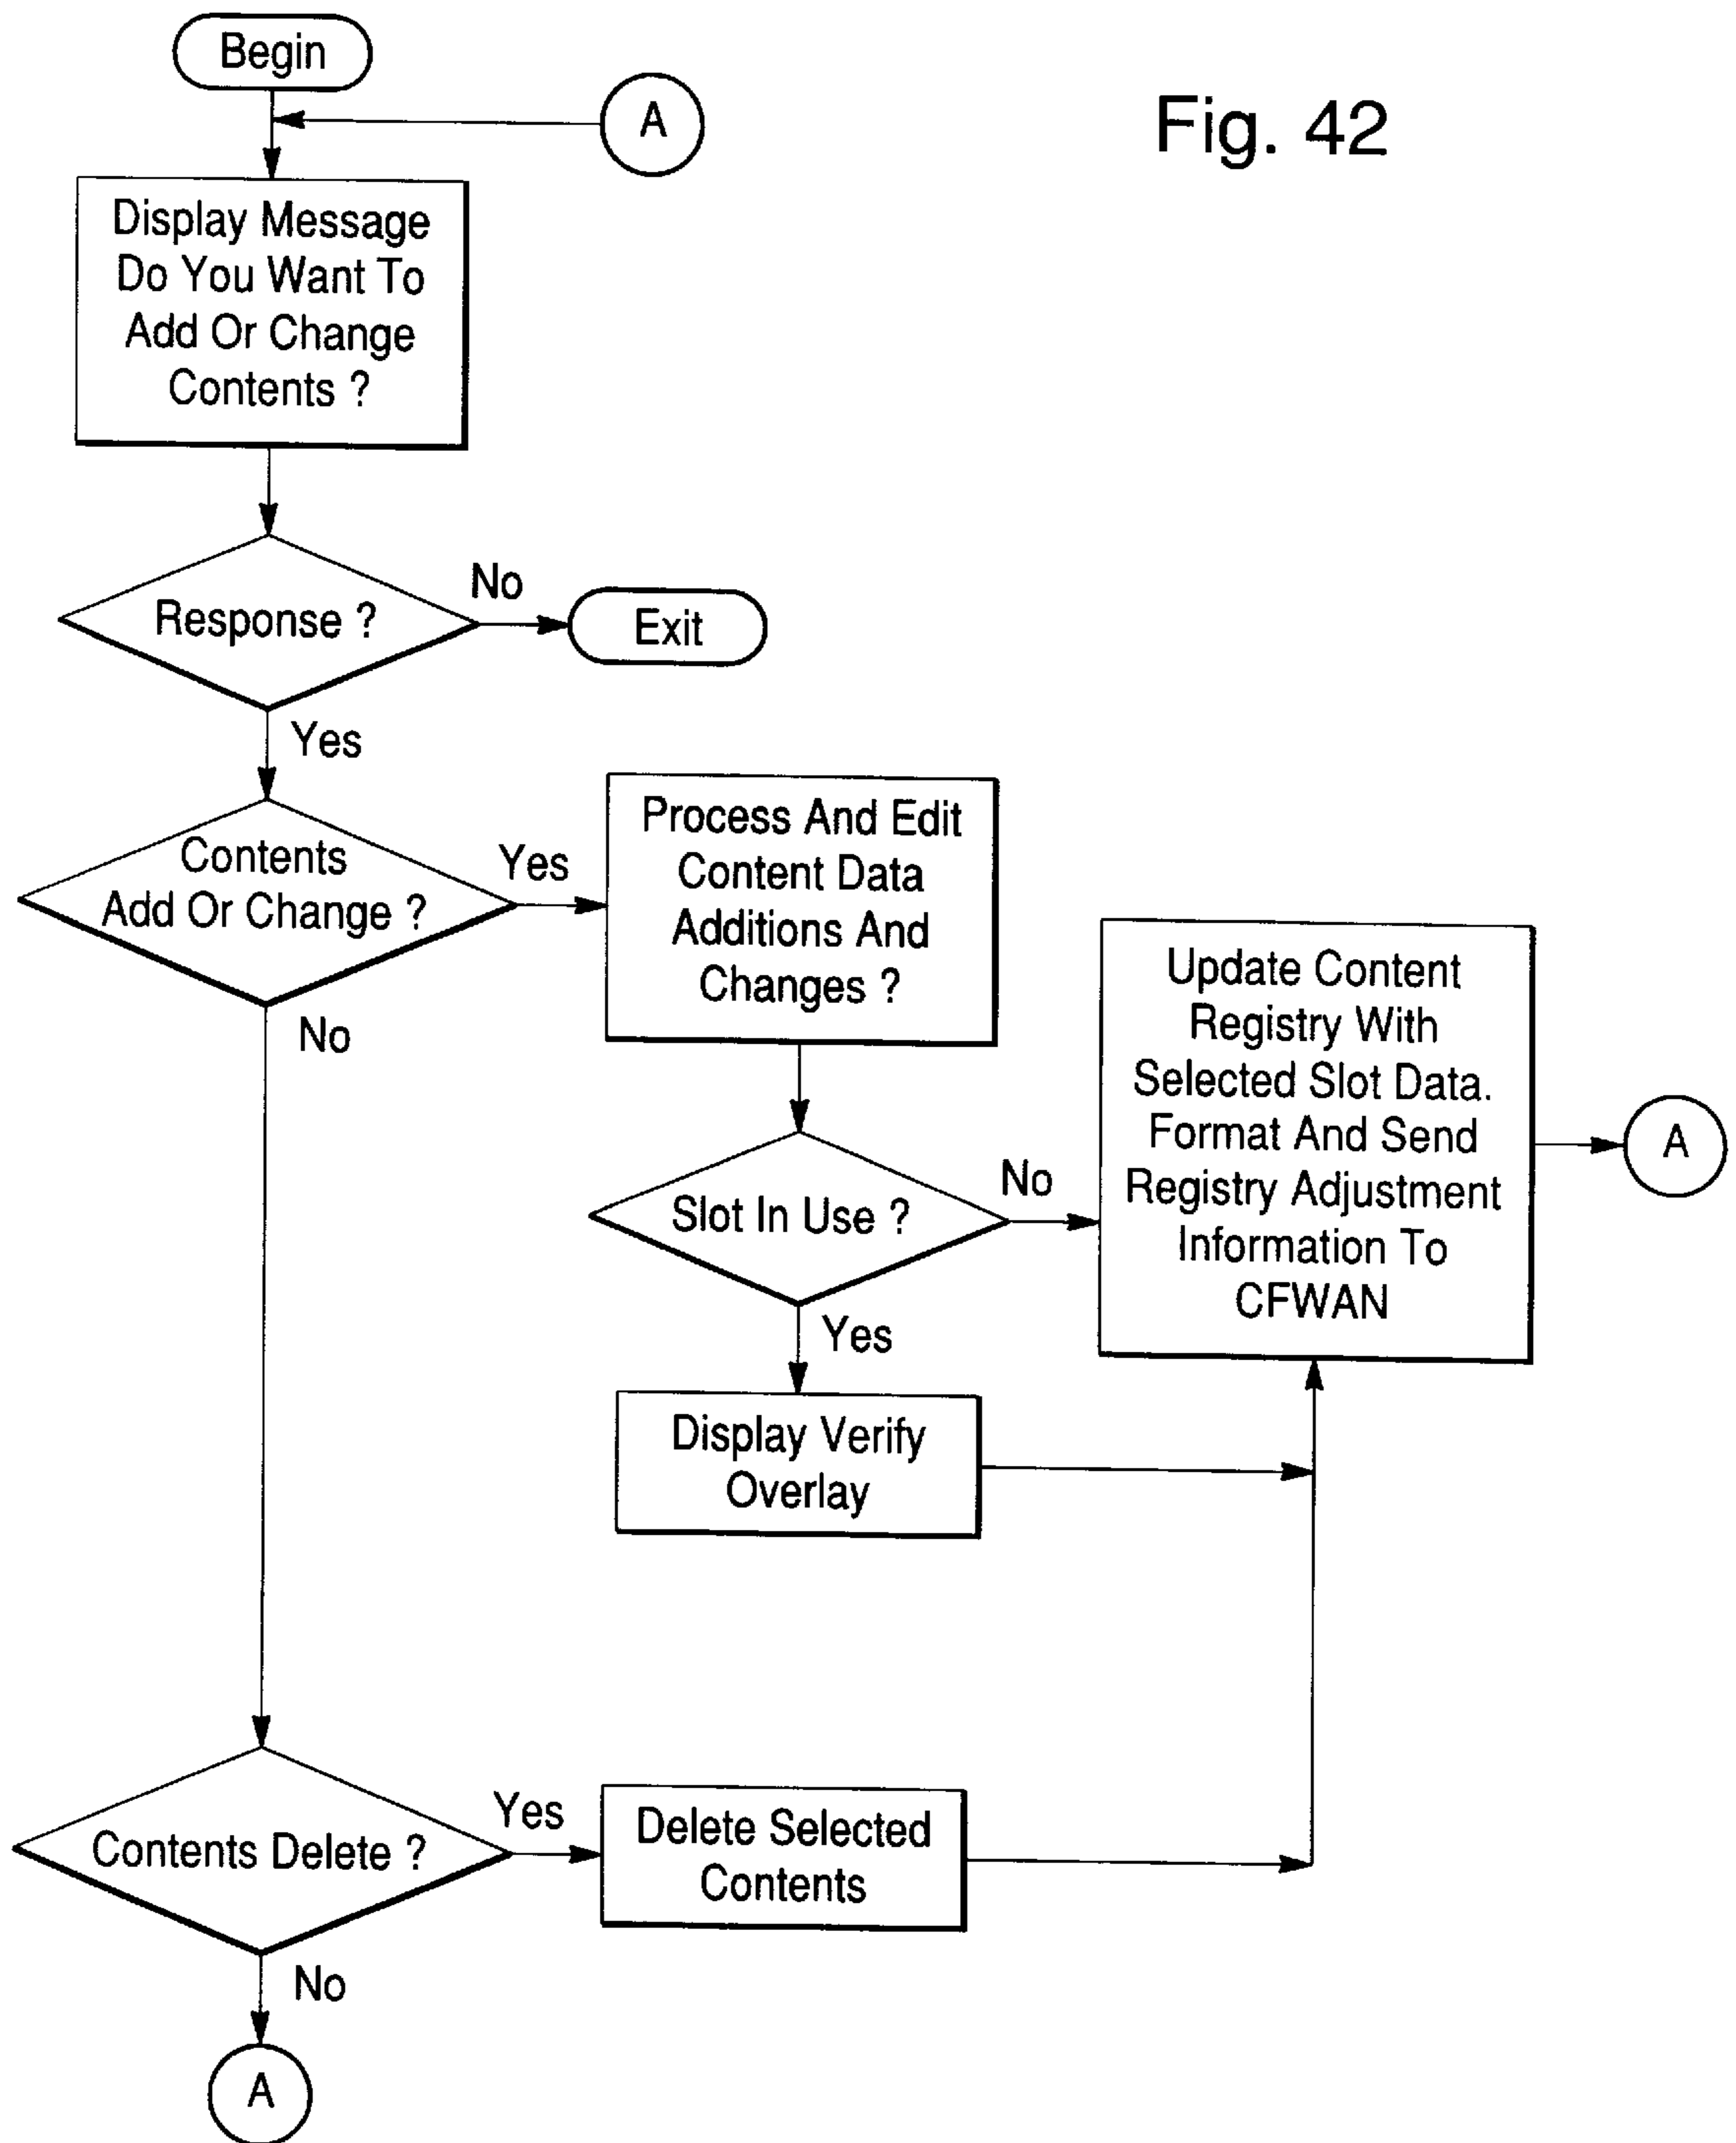 Begin
A
Fig. 42
Display Message
Do You Want To
Add Or Change
Contents ?
Response ?
No
Exit
Yes
Contents
Add Or Change ?
Yes
No
Process And Edit
Content Data
Additions And
Changes ?
Slot In Use ?
No
Yes
Update Content
Registry With
Selected Slot Data.
Format And Send
Registry Adjustment
Information To
CFWAN
A
Display Verify
Overlay
Contents Delete ?
Yes
Delete Selected
Contents
No
A